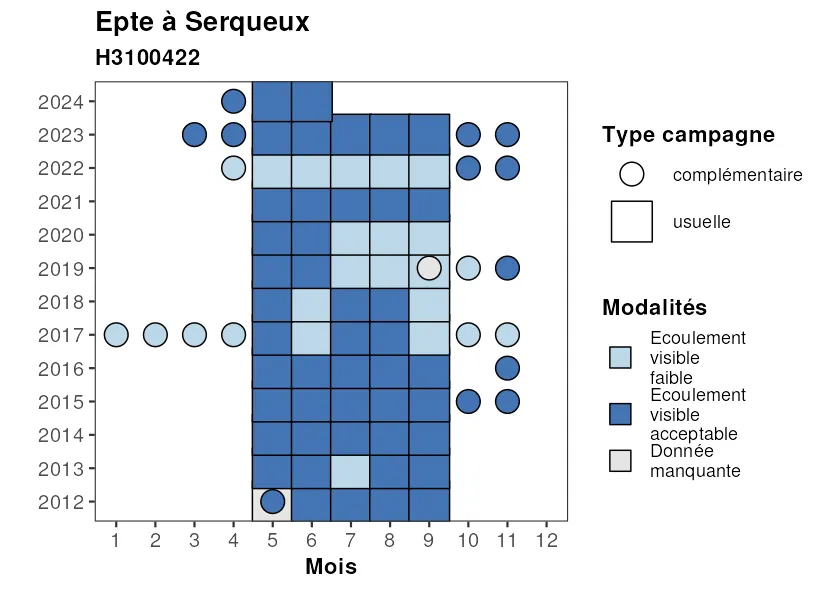 Epte à Serqueux
H3100422
2024
2023
2022
2021
2020
2019
2018
2017
2016
2015
2014
2013
2012
1 2 3 4 5 6 7 8 9 10 11 12
Mois
Type campagne
complémentaire
usuelle
Modalités
Ecoulement
visible
faible
Ecoulement
visible
acceptable
Donnée
manquante